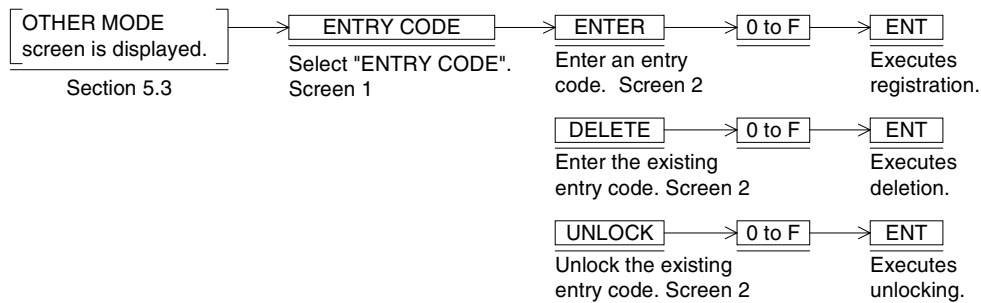 OTHER MODE
screen is displayed.
Section 5.3
ENTRY CODE
Select "ENTRY CODE".
Screen 1
ENTER
0 to F
ENT
Enter an entry
code. Screen 2
Executes
registration.
DELETE
0 to F
ENT
Enter the existing
entry code. Screen 2
Executes
deletion.
UNLOCK
0 to F
ENT
Unlock the existing
entry code. Screen 2
Executes
unlocking.